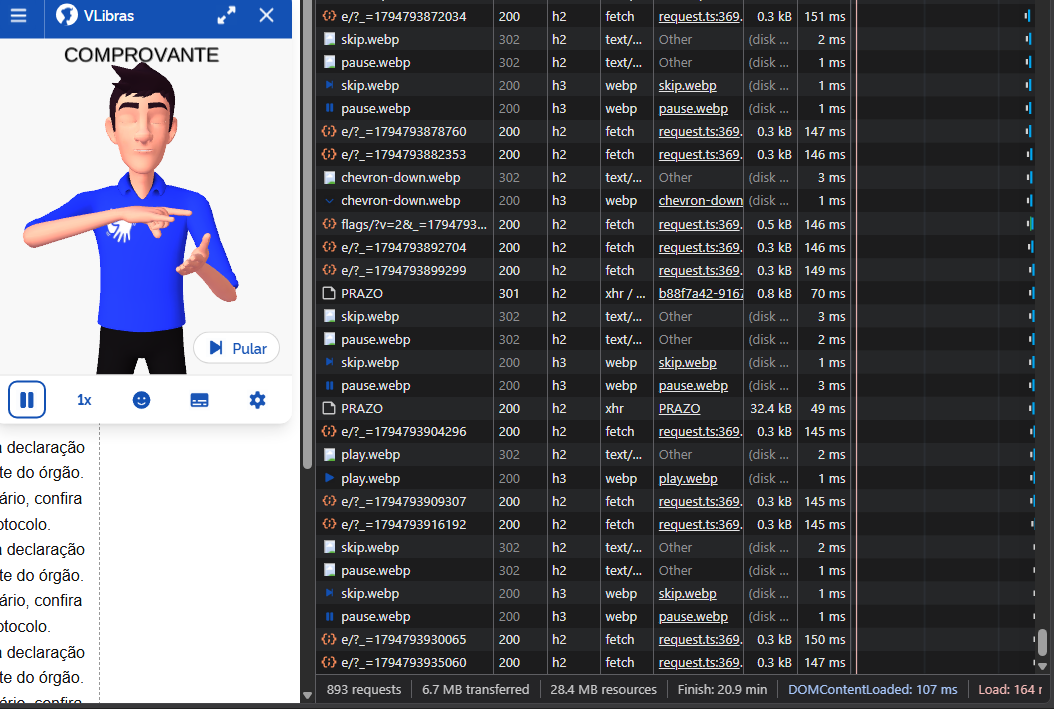 VLibras
COMPROVANTE
Pular
1x
a declaração
te do órgão.
ário, confira
otocolo.
a declaração
te do órgão.
ário, confira
otocolo.
a declaração
te do órgão.
e/?_=1794793872034 200 h2 fetch request.ts:369. 0.3 kB 151 ms
skip.webp 302 h2 text/... Other (disk ... 2 ms
pause.webp 302 h2 text/... Other (disk ... 1 ms
skip.webp 200 h3 webp skip.webp (disk ... 1 ms
pause.webp 200 h3 webp pause.webp (disk ... 1 ms
e/?_=1794793878760 200 h2 fetch request.ts:369. 0.3 kB 147 ms
e/?_=1794793882353 200 h2 fetch request.ts:369. 0.3 kB 146 ms
chevron-down.webp 302 h2 text/... Other (disk ... 3 ms
chevron-down.webp 200 h3 webp chevron-down (disk ... 1 ms
flags/?v=2&_=1794793... 200 h2 fetch request.ts:369. 0.5 kB 146 ms
e/?_=1794793892704 200 h2 fetch request.ts:369. 0.3 kB 146 ms
e/?_=1794793899299 200 h2 fetch request.ts:369. 0.3 kB 149 ms
PRAZO 301 h2 xhr / ... b88f7a42-9167 0.8 kB 70 ms
skip.webp 302 h2 text/... Other (disk ... 3 ms
pause.webp 302 h2 text/... Other (disk ... 1 ms
skip.webp 200 h3 webp skip.webp (disk ... 1 ms
pause.webp 200 h3 webp pause.webp (disk ... 3 ms
PRAZO 200 h2 xhr PRAZO 32.4 kB 49 ms
e/?_=1794793904296 200 h2 fetch request.ts:369. 0.3 kB 145 ms
play.webp 302 h2 text/... Other (disk ... 2 ms
play.webp 200 h3 webp play.webp (disk ... 1 ms
e/?_=1794793909307 200 h2 fetch request.ts:369. 0.3 kB 145 ms
e/?_=1794793916192 200 h2 fetch request.ts:369. 0.3 kB 145 ms
skip.webp 302 h2 text/... Other (disk ... 2 ms
pause.webp 302 h2 text/... Other (disk ... 1 ms
skip.webp 200 h3 webp skip.webp (disk ... 1 ms
pause.webp 200 h3 webp pause.webp (disk ... 1 ms
e/?_=1794793930065 200 h2 fetch request.ts:369. 0.3 kB 150 ms
e/?_=1794793935060 200 h2 fetch request.ts:369. 0.3 kB 147 ms
893 requests 6.7 MB transferred 28.4 MB resources Finish: 20.9 min DOMContentLoaded: 107 ms Load: 164 r